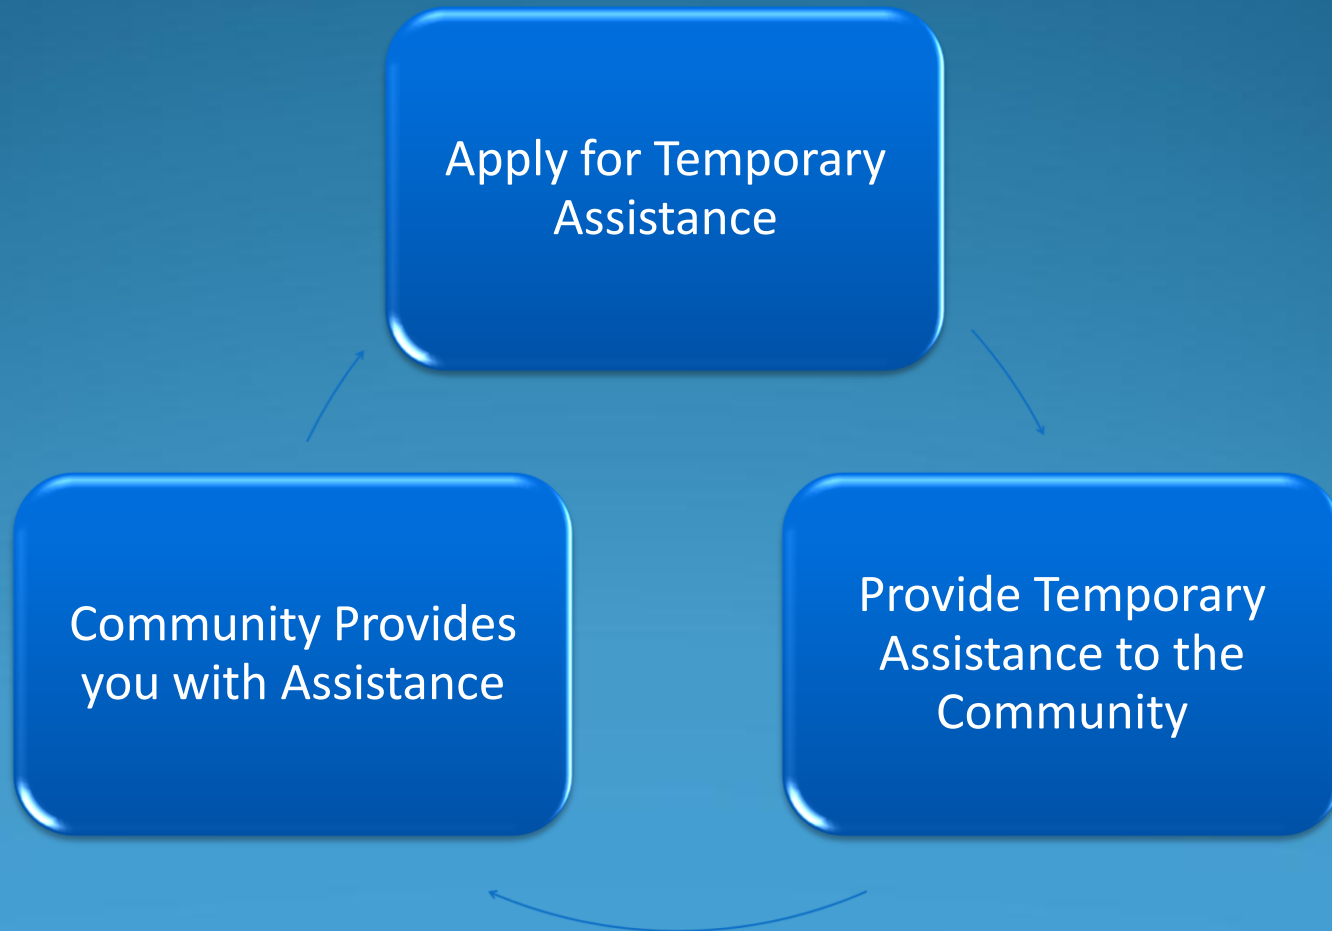 Apply for Temporary
Assistance
Community Provides
you with Assistance
Provide Temporary
Assistance to the
Community